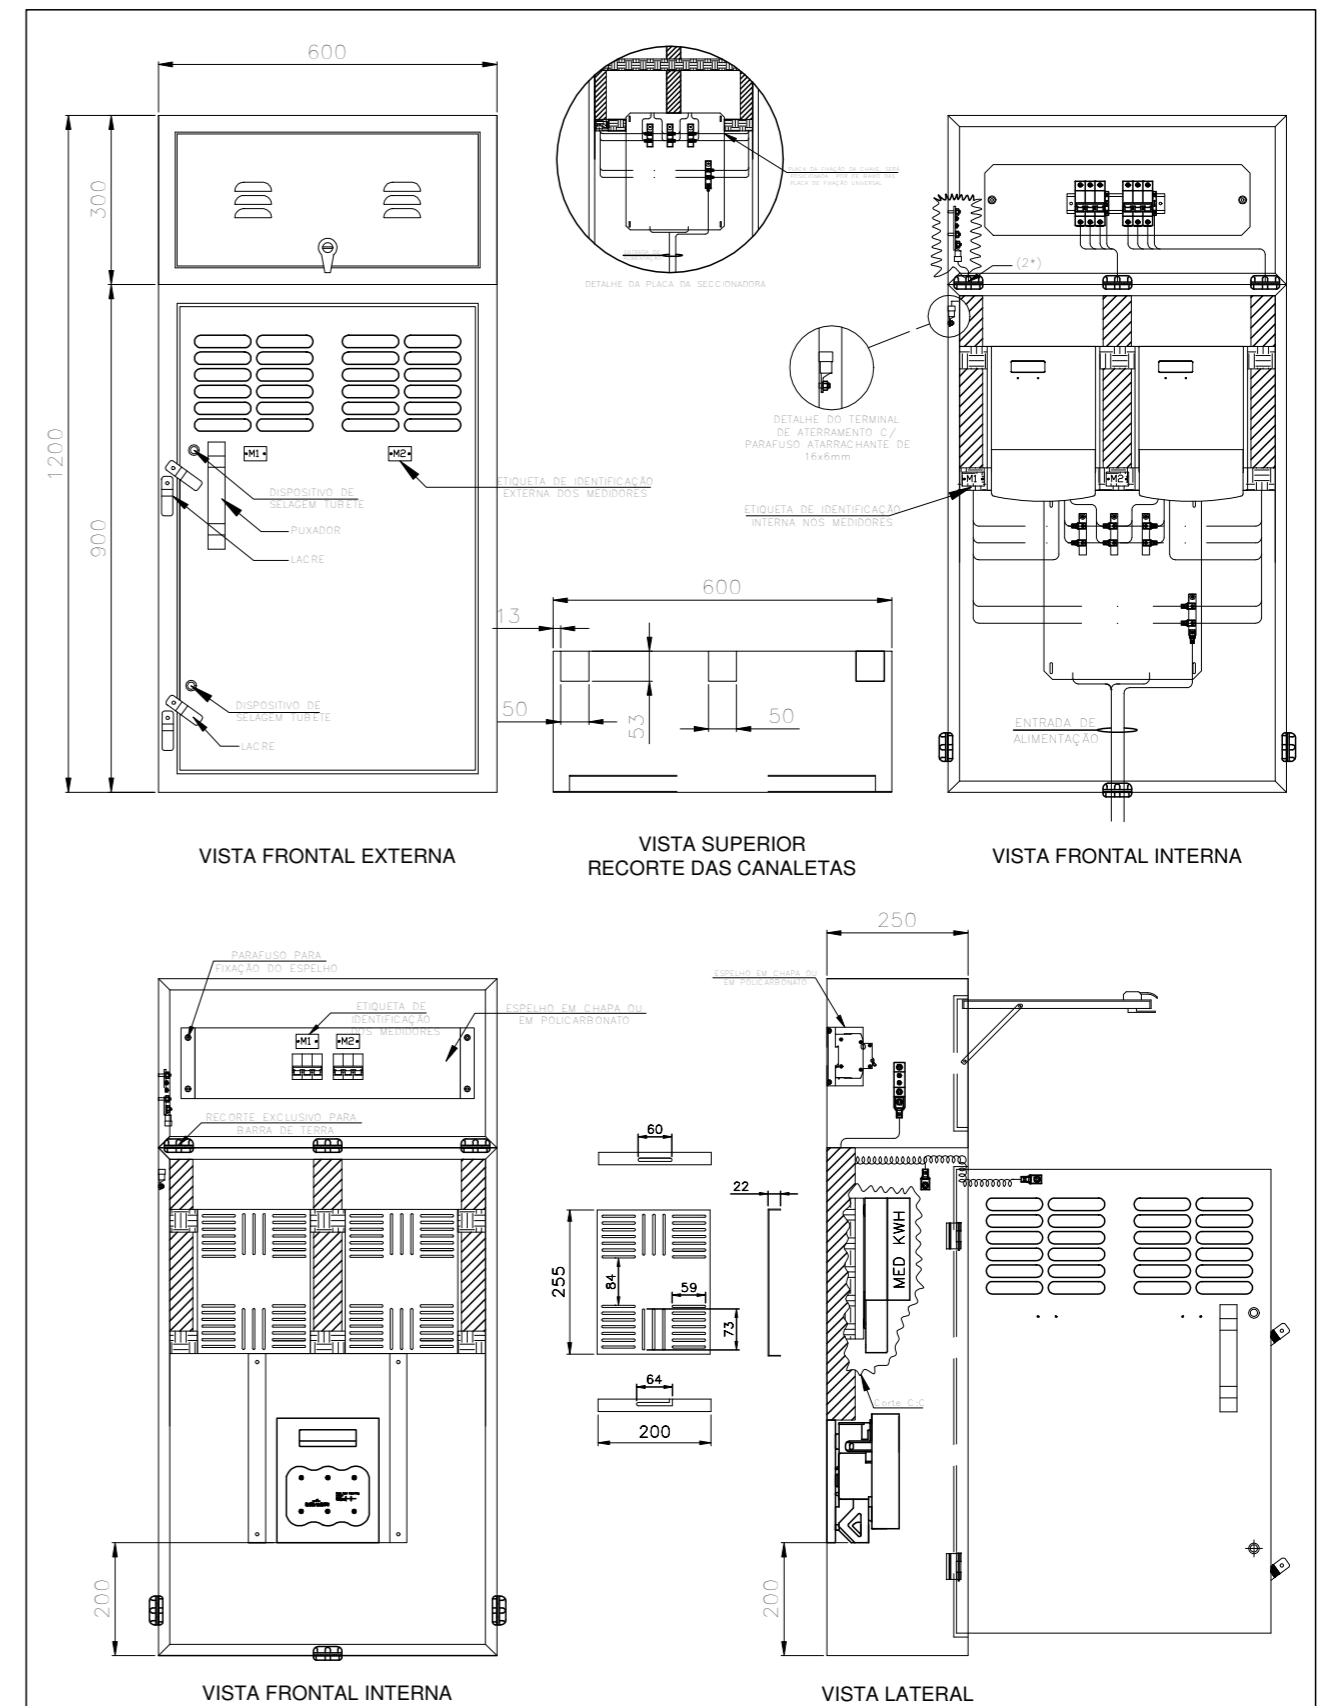 600
300
1200
900
M1
M2
DISPOSITIVO DE
SELAGEM TUBETE
PUXADOR
LACRE
ETIQUETA DE IDENTIFICAÇÃO
EXTERNA DOS MEDIDORES
DISPOSITIVO DE
SELAGEM TUBETE
LACRE
VISTA FRONTAL EXTERNA
DETALHE DA PLACA DA SECCIONADORA
600
13
50
53
50
VISTA SUPERIOR
RECORTE DAS CANALETAS
(2*)
DETALHE DO TERMINAL
DE ATERRAMENTO C/
PARAFUSO ATARRACHANTE DE
16x6mm
M1
M2
ETIQUETA DE IDENTIFICAÇÃO
INTERNA NOS MEDIDORES
ENTRADA DE
ALIMENTAÇÃO
VISTA FRONTAL INTERNA
PARAFUSO PARA
FIXAÇÃO DO ESPELHO
ETIQUETA DE
IDENTIFICAÇÃO
DOS MEDIDORES
ESPELHO EM CHAPA OU
EM POLICARBONATO
M1
M2
RECORTE EXCLUSIVO PARA
BARRA DE TERRA
200
VISTA FRONTAL INTERNA
60
22
255
84
59
73
64
200
250
ESPELHO EM CHAPA OU
EM POLICARBONATO
MED KWH
Corte C:C
200
VISTA LATERAL